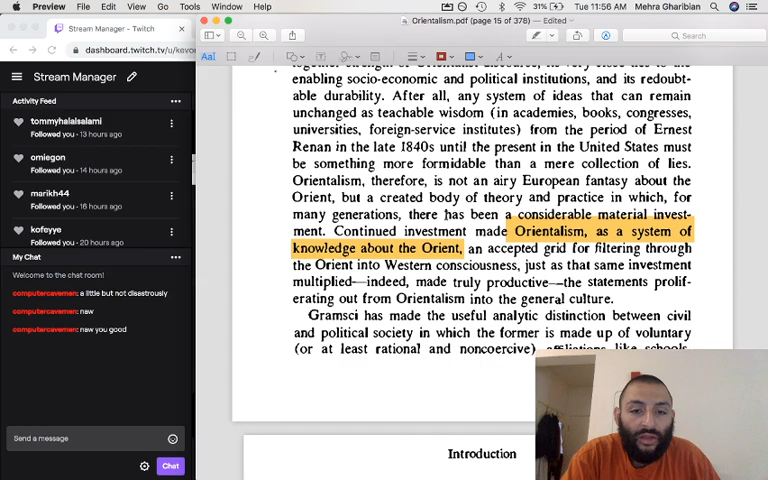 Preview File Edit View Go Tools Window Help
31% Tue 11:56 AM Mehra Gharibian
Stream Manager - Twitch
dashboard.twitch.tv/u/kevo
Orientalism.pdf (page 15 of 378) — Edited
Search
Stream Manager
Activity Feed
tommyhalalsalami
Followed you · 13 hours ago
omiegon
Followed you · 14 hours ago
marikh44
Followed you · 16 hours ago
kofeyye
Followed you · 20 hours ago
My Chat
Welcome to the chat room!
computercavemen: a little but not disastrously
computercavemen: naw
computercavemen: naw you good
Send a message
Chat
enabling socio-economic and political institutions, and its redoubt-
able durability. After all, any system of ideas that can remain
unchanged as teachable wisdom (in academies, books, congresses,
universities, foreign-service institutes) from the period of Ernest
Renan in the late 1840s until the present in the United States must
be something more formidable than a mere collection of lies.
Orientalism, therefore, is not an airy European fantasy about the
Orient, but a created body of theory and practice in which, for
many generations, there has been a considerable material invest-
ment. Continued investment made Orientalism, as a system of
knowledge about the Orient, an accepted grid for filtering through
the Orient into Western consciousness, just as that same investment
multiplied—indeed, made truly productive—the statements prolif-
erating out from Orientalism into the general culture.
Gramsci has made the useful analytic distinction between civil
and political society in which the former is made up of voluntary
(or at least rational and noncoercive) affiliations like schools,
Introduction